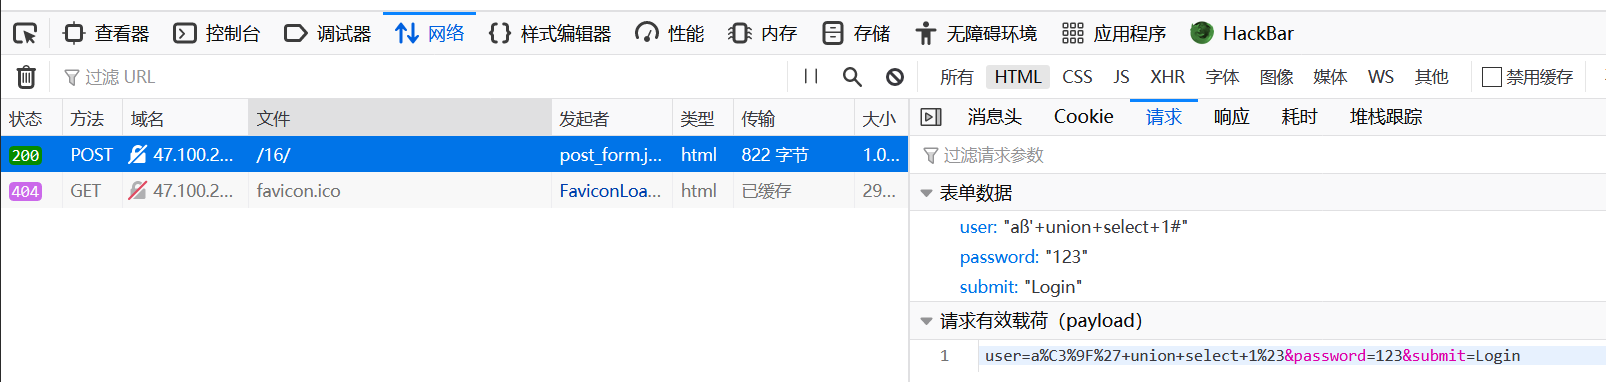 查看器 控制台 调试器 网络 样式编辑器 性能 内存 存储 无障碍环境 应用程序 HackBar
过滤 URL 所有 HTML CSS JS XHR 字体 图像 媒体 WS 其他 禁用缓存
状态 方法 域名 文件 发起者 类型 传输 大小
200 POST 47.100.2... /16/ post_form.j... html 822 字节 1.0...
404 GET 47.100.2... favicon.ico FaviconLoa... html 已缓存 29...
消息头 Cookie 请求 响应 耗时 堆栈跟踪
过滤请求参数
表单数据
user: "aß'+union+select+1#"
password: "123"
submit: "Login"
请求有效载荷（payload）
1 user=a%C3%9F%27+union+select+1%23&password=123&submit=Login